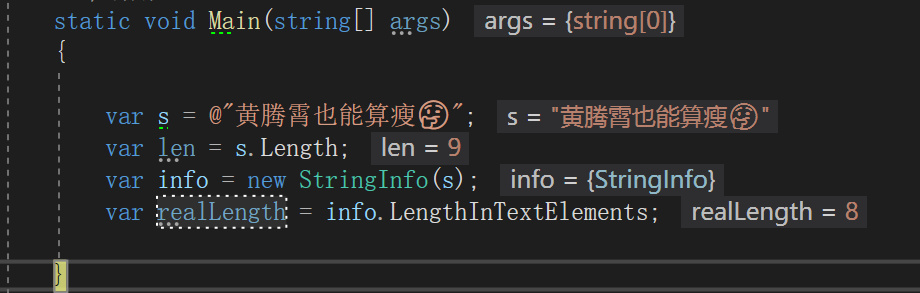 static void Main(string[] args) args = {string[0]}
{
var s = @"黄腾霄也能算瘦🤔"; s = "黄腾霄也能算瘦🤔"
var len = s.Length; len = 9
var info = new StringInfo(s); info = {StringInfo}
var realLength = info.LengthInTextElements; realLength = 8
}